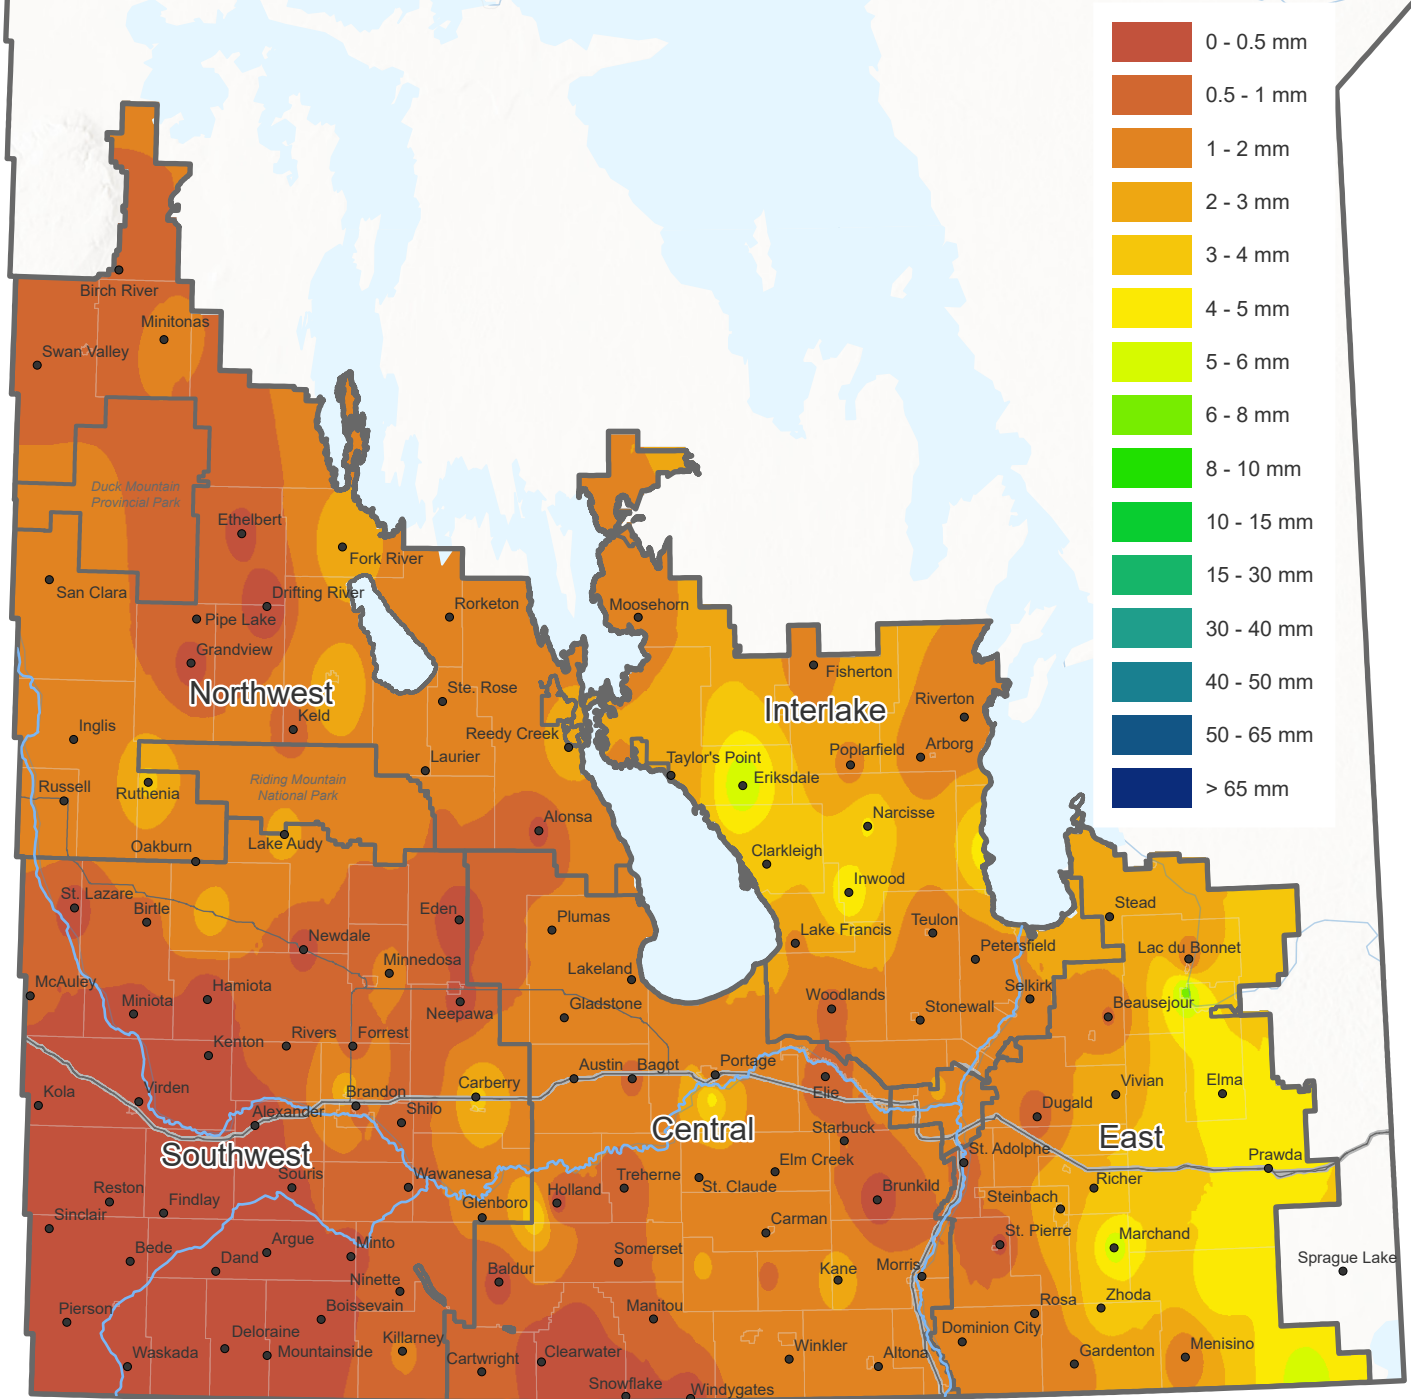 0 - 0.5 mm
0.5 - 1 mm
1 - 2 mm
2 - 3 mm
3 - 4 mm
4 - 5 mm
5 - 6 mm
6 - 8 mm
8 - 10 mm
10 - 15 mm
15 - 30 mm
30 - 40 mm
40 - 50 mm
50 - 65 mm
> 65 mm
Birch River
Minitonas
Swan Valley
Duck Mountain
Provincial Park
Ethelbert
Fork River
San Clara
Drifting River
Pipe Lake
Rorketon
Moosehorn
Grandview
Northwest
Fisherton
Ste. Rose
Interlake
Riverton
Keld
Inglis
Reedy Creek
Laurier
Taylor's Point
Poplarfield
Arborg
Eriksdale
Riding Mountain
National Park
Russell
Ruthenia
Alonsa
Narcisse
Oakburn
Lake Audy
Clarkleigh
Inwood
St. Lazare
Birtle
Eden
Plumas
Stead
Teulon
Lake Francis
Newdale
Petersfield
Lac du Bonnet
Minnedosa
Lakeland
McAuley
Miniota
Hamiota
Neepawa
Gladstone
Woodlands
Stonewall
Selkirk
Beausejour
Rivers
Forrest
Kenton
Austin
Bagot
Portage
Elie
Vivian
Elma
Kola
Virden
Brandon
Carberry
Alexander
Shilo
Dugald
Central
Starbuck
East
Southwest
St. Adolphe
Prawda
Souris
Wawanesa
Treherne
St. Claude
Elm Creek
Richer
Reston
Findlay
Holland
Brunkild
Steinbach
Sinclair
Glenboro
Carman
St. Pierre
Marchand
Bede
Dand
Argue
Minto
Somerset
Sprague Lake
Ninette
Baldur
Kane
Morris
Pierson
Boissevain
Manitou
Rosa
Zhoda
Deloraine
Killarney
Dominion City
Menisino
Waskada
Mountainside
Cartwright
Clearwater
Winkler
Altona
Gardenton
Snowflake
Windygates